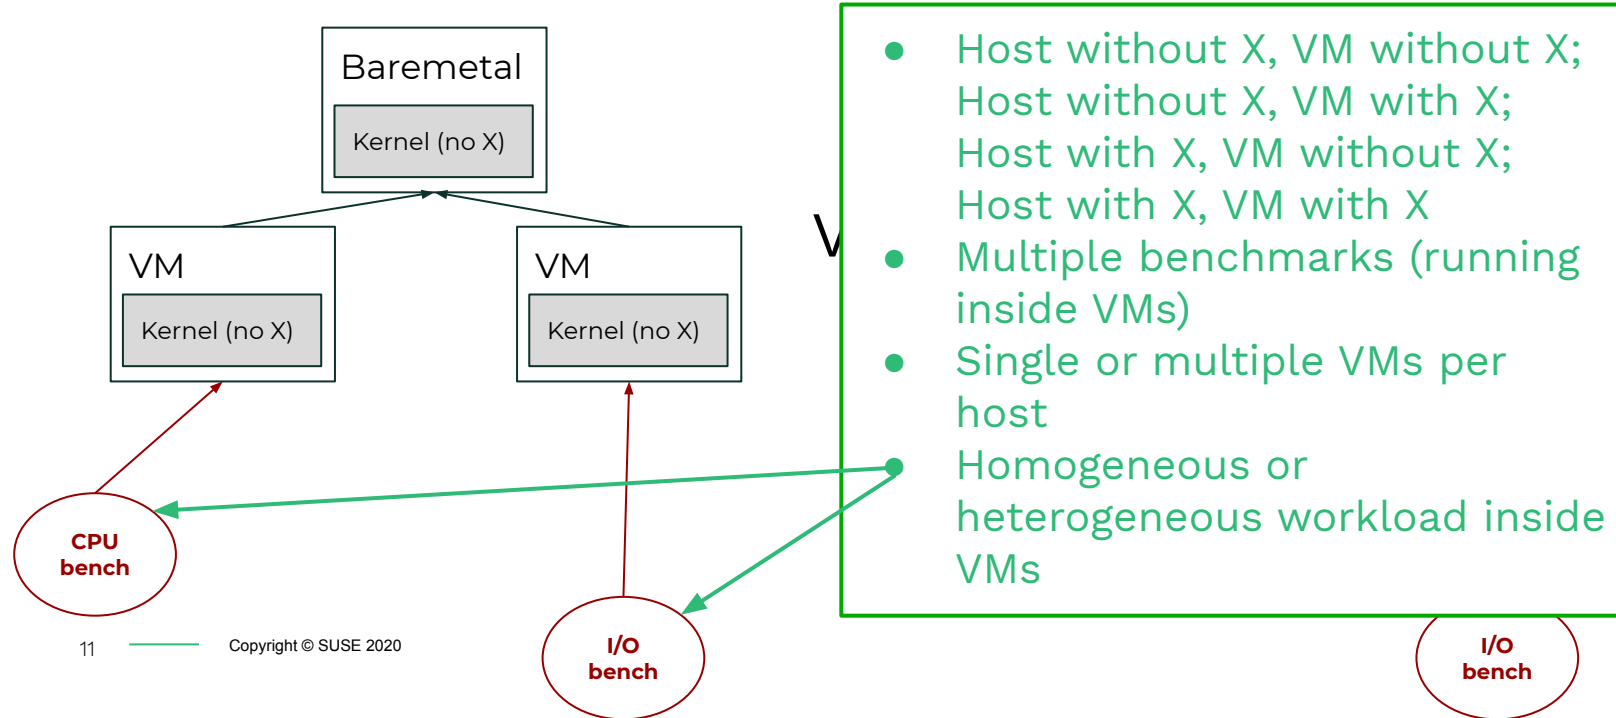 Baremetal
Kernel (no X)
VM
Kernel (no X)
VM
Kernel (no X)
CPU
bench
I/O
bench
V
● Host without X, VM without X;
Host without X, VM with X;
Host with X, VM without X;
Host with X, VM with X
● Multiple benchmarks (running
inside VMs)
● Single or multiple VMs per
host
● Homogeneous or
heterogeneous workload inside
VMs
I/O
bench
11
Copyright © SUSE 2020